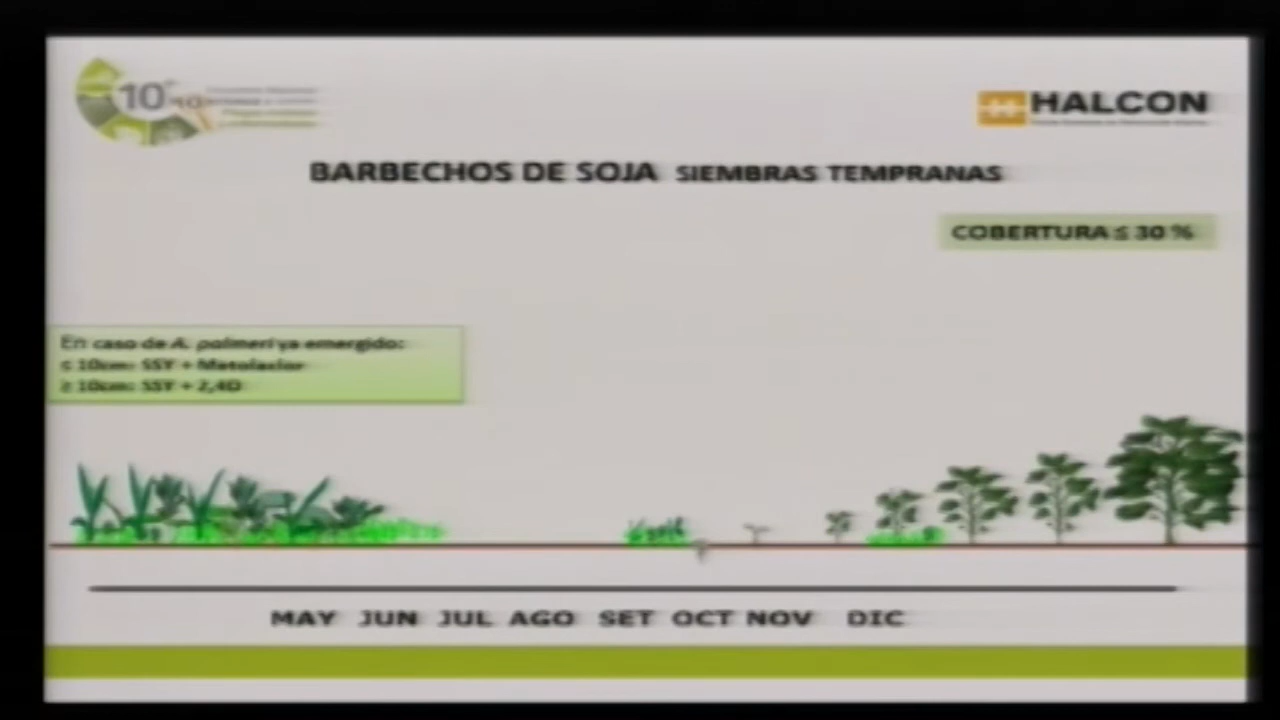 10
HALCON
BARBECHOS DE SOJA SIEMBRAS TEMPRANAS
COBERTURA ≤ 30 %
En caso de A. palmeri ya emergido:
≤ 10cm: SSY + Metolaclor
≥ 10cm: SSY + 2,4D
MAY JUN JUL AGO SET OCT NOV DIC